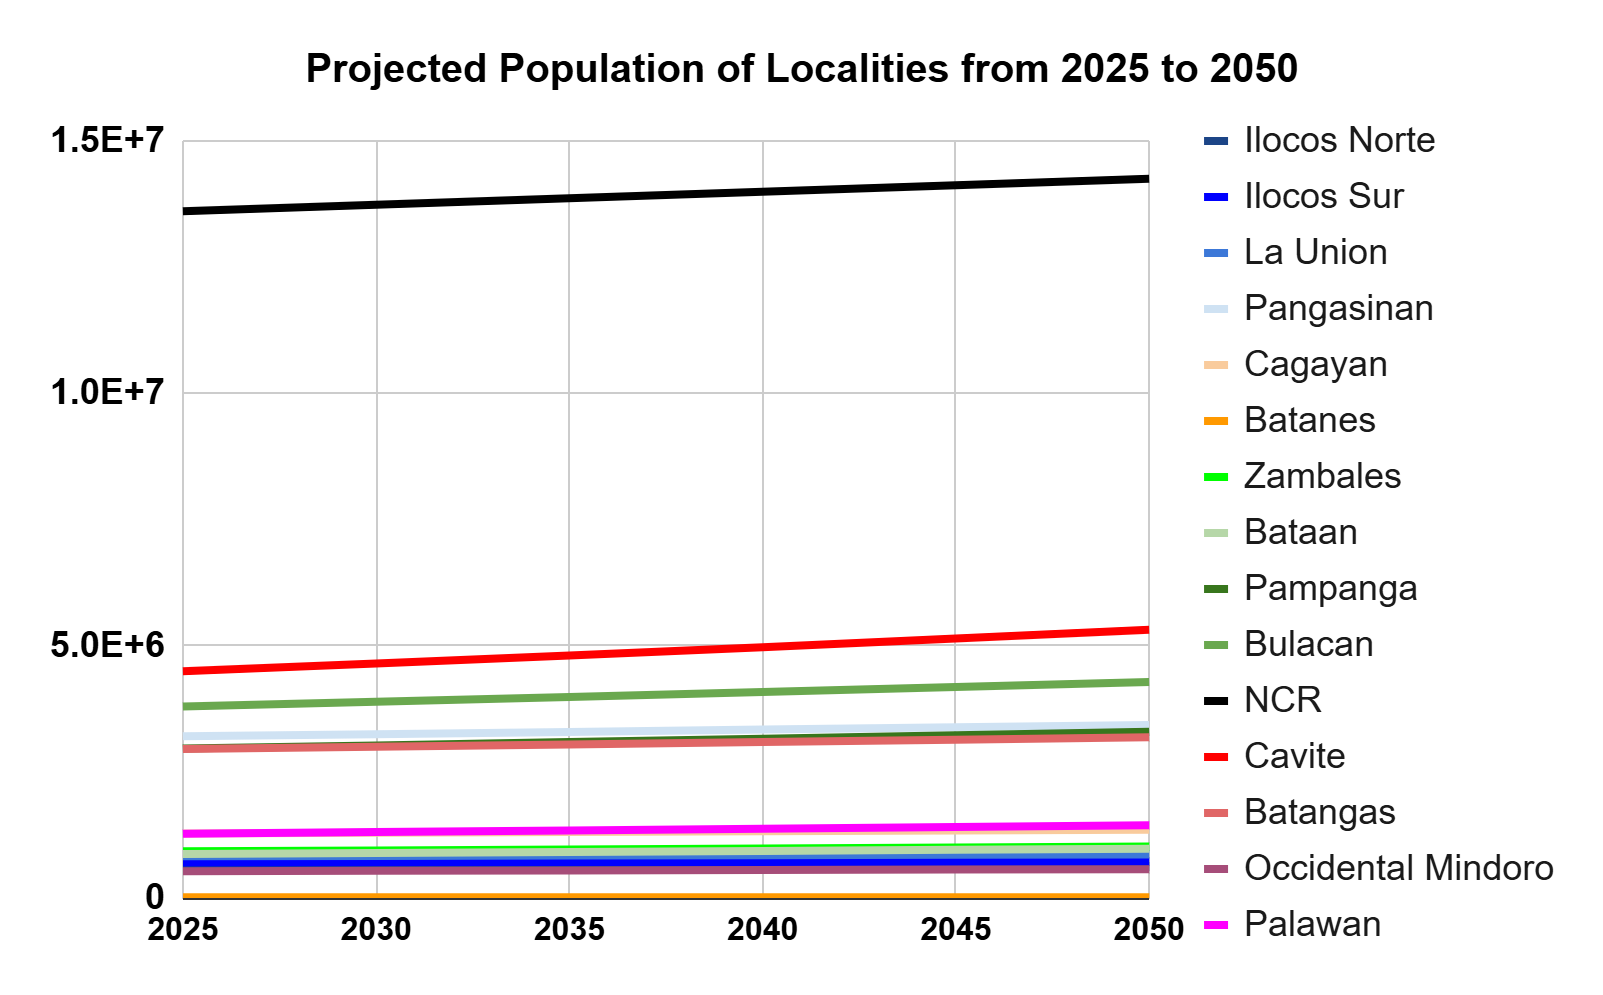 Projected Population of Localities from 2025 to 2050
1.5E+7
1.0E+7
5.0E+6
0
2025 2030 2035 2040 2045 2050
Ilocos Norte
Ilocos Sur
La Union
Pangasinan
Cagayan
Batanes
Zambales
Bataan
Pampanga
Bulacan
NCR
Cavite
Batangas
Occidental Mindoro
Palawan